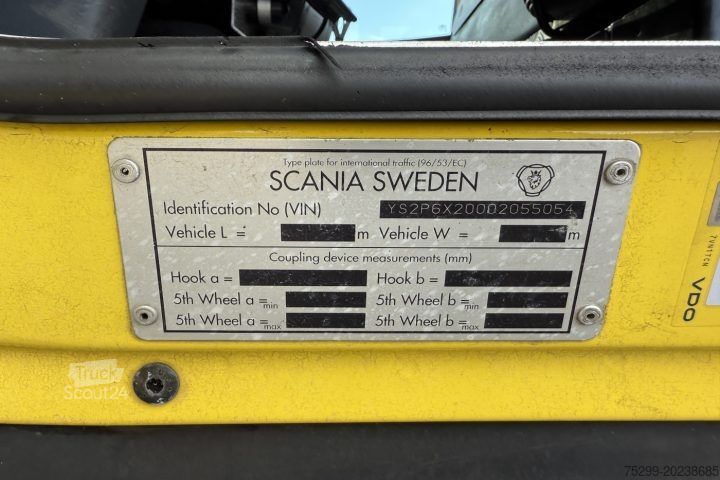 Type plate for international traffic (96/53/EC)
SCANIA SWEDEN
Identification No (VIN) YS2P6X20002055054
Vehicle L = m Vehicle W = m
Coupling device measurements (mm)
Hook a = Hook b =
5th Wheel a =min 5th Wheel b =min
5th Wheel a =max 5th Wheel b =max
7VN17CN
VDO
Truck
Scout24
75299-20238685